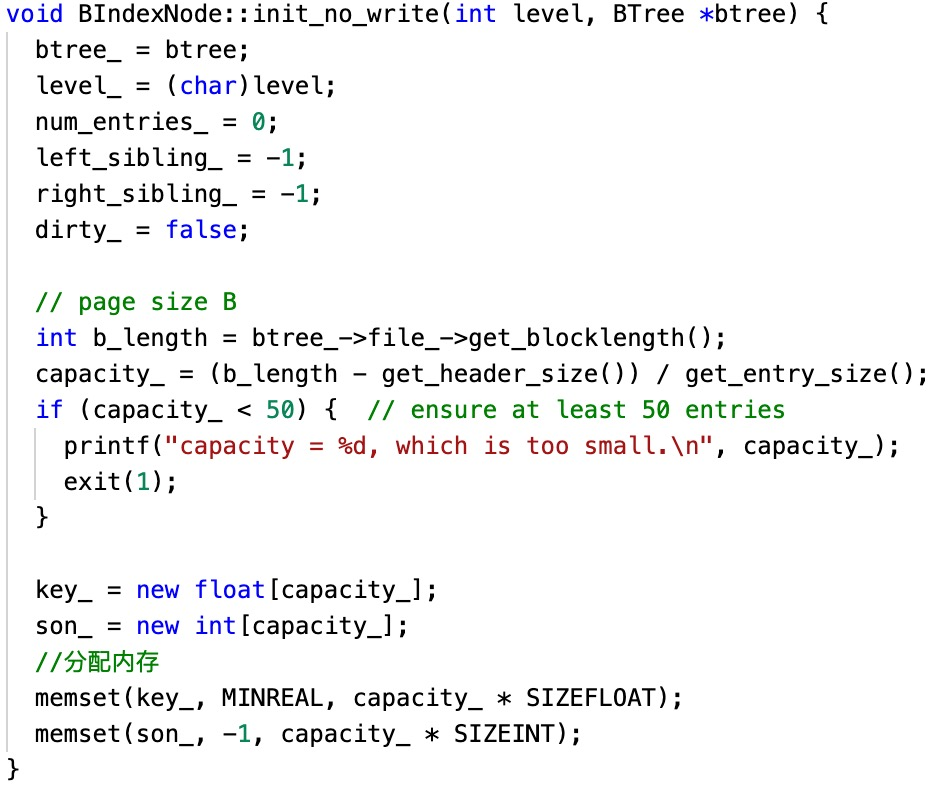 void BIndexNode::init_no_write(int level, BTree *btree) {
  btree_ = btree;
  level_ = (char)level;
  num_entries_ = 0;
  left_sibling_ = -1;
  right_sibling_ = -1;
  dirty_ = false;

  // page size B
  int b_length = btree_->file_->get_blocklength();
  capacity_ = (b_length - get_header_size()) / get_entry_size();
  if (capacity_ < 50) {  // ensure at least 50 entries
    printf("capacity = %d, which is too small.\n", capacity_);
    exit(1);
  }

  key_ = new float[capacity_];
  son_ = new int[capacity_];
  //分配内存
  memset(key_, MINREAL, capacity_ * SIZEFLOAT);
  memset(son_, -1, capacity_ * SIZEINT);
}